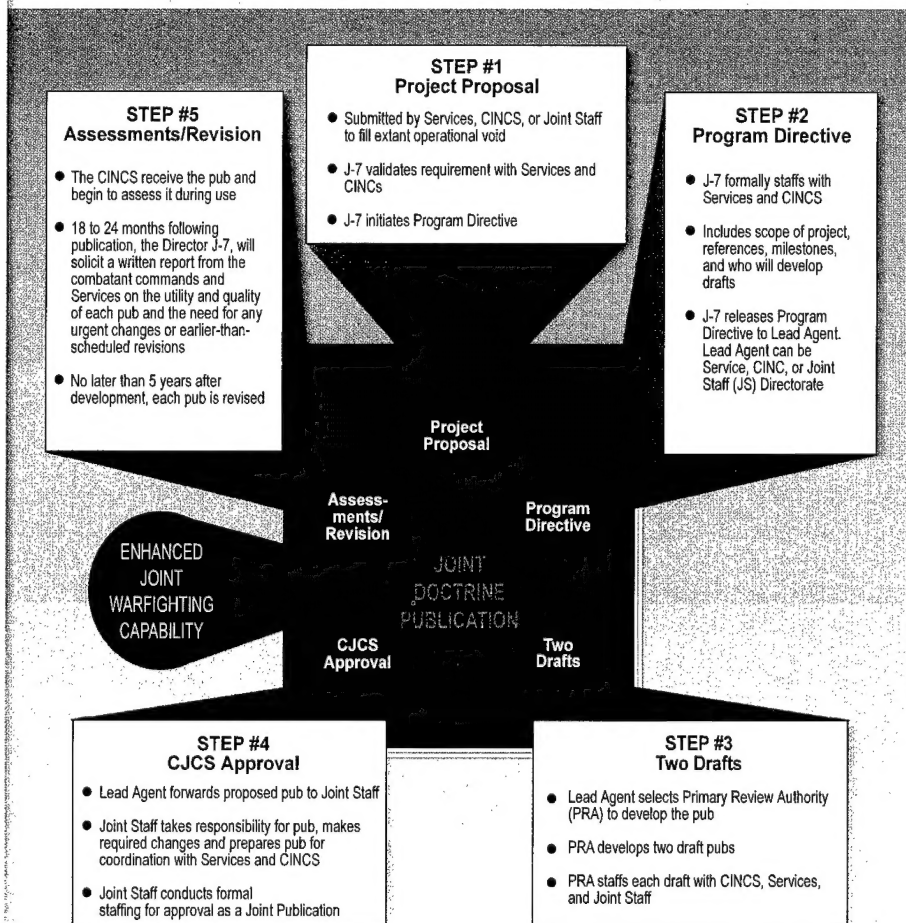 STEP #1
Project Proposal
● Submitted by Services, CINCS, or Joint Staff
to fill extant operational void
● J-7 validates requirement with Services and
CINCs
● J-7 initiates Program Directive
STEP #5
Assessments/Revision
● The CINCS receive the pub and
begin to assess it during use
● 18 to 24 months following
publication, the Director J-7, will
solicit a written report from the
combatant commands and
Services on the utility and quality
of each pub and the need for any
urgent changes or earlier-than-
scheduled revisions
● No later than 5 years after
development, each pub is revised
STEP #2
Program Directive
● J-7 formally staffs with
Services and CINCS
● Includes scope of project,
references, milestones,
and who will develop
drafts
● J-7 releases Program
Directive to Lead Agent.
Lead Agent can be
Service, CINC, or Joint
Staff (JS) Directorate
Project
Proposal
Assess-
ments/
Revision
Program
Directive
ENHANCED
JOINT
WARFIGHTING
CAPABILITY
JOINT
DOCTRINE
PUBLICATION
CJCS
Approval
Two
Drafts
STEP #4
CJCS Approval
● Lead Agent forwards proposed pub to Joint Staff
● Joint Staff takes responsibility for pub, makes
required changes and prepares pub for
coordination with Services and CINCS
● Joint Staff conducts formal
staffing for approval as a Joint Publication
STEP #3
Two Drafts
● Lead Agent selects Primary Review Authority
(PRA) to develop the pub
● PRA develops two draft pubs
● PRA staffs each draft with CINCS, Services,
and Joint Staff